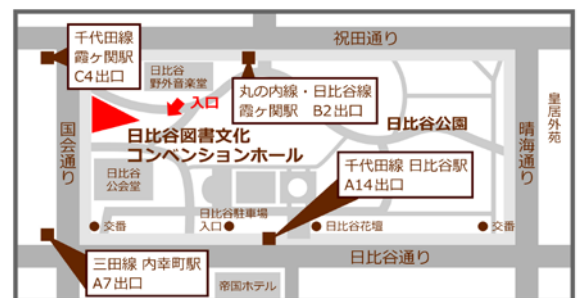 千代田線
霞ヶ関駅
C4出口
祝田通り
日比谷
野外音楽堂
入口
丸の内線・日比谷線
霞ヶ関駅 B2出口
皇居外苑
国会通り
日比谷図書文化
コンベンションホール
日比谷公園
晴海通り
日比谷
公会堂
千代田線 日比谷駅
A14出口
交番
日比谷駐車場
入口
日比谷花壇
交番
三田線 内幸町駅
A7出口
日比谷通り
帝国ホテル